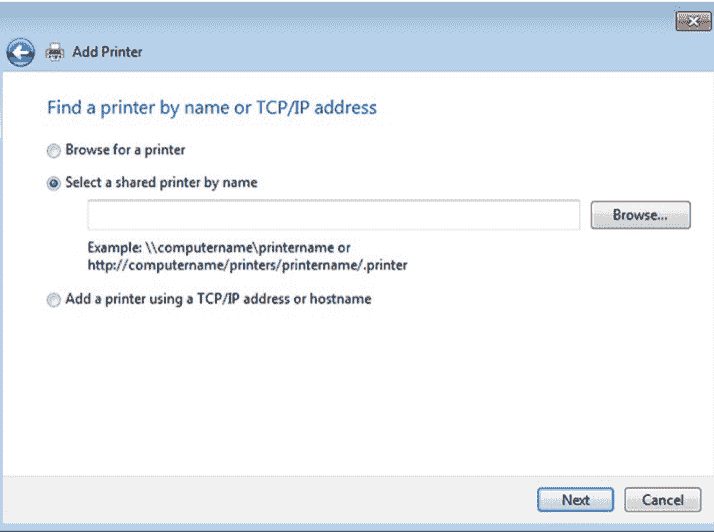 Add Printer
Find a printer by name or TCP/IP address
Browse for a printer
Select a shared printer by name
Browse...
Example: \\computername\printername or
http://computername/printers/printername/.printer
Add a printer using a TCP/IP address or hostname
Next
Cancel